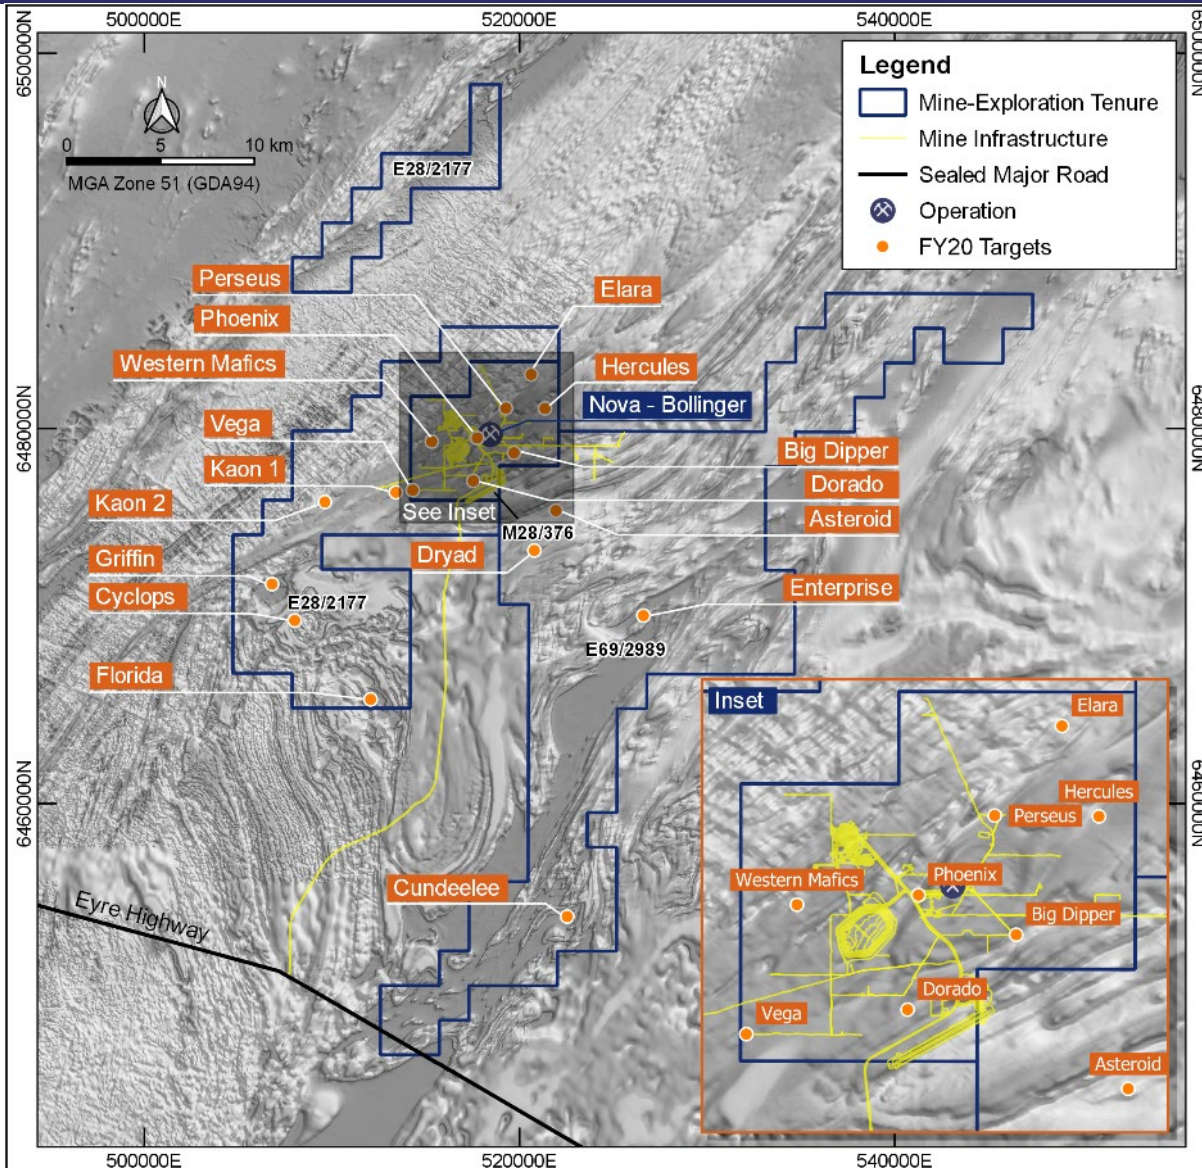 500000E
520000E
540000E
6500000N
6500000N
Legend
Mine-Exploration Tenure
Mine Infrastructure
Sealed Major Road
Operation
FY20 Targets
N
0
5
10 km
MGA Zone 51 (GDA94)
E28/2177
Perseus
Elara
Phoenix
Western Mafics
Hercules
Nova - Bollinger
6480000N
6480000N
Vega
Big Dipper
Kaon 1
Dorado
Kaon 2
See Inset
Asteroid
M28/376
Dryad
Griffin
Cyclops
E28/2177
Enterprise
E69/2989
Florida
Inset
Elara
Hercules
Perseus
Western Mafics
Phoenix
Big Dipper
Dorado
Vega
Asteroid
6460000N
6460000N
Cundeelee
Eyre Highway
500000E
520000E
540000E